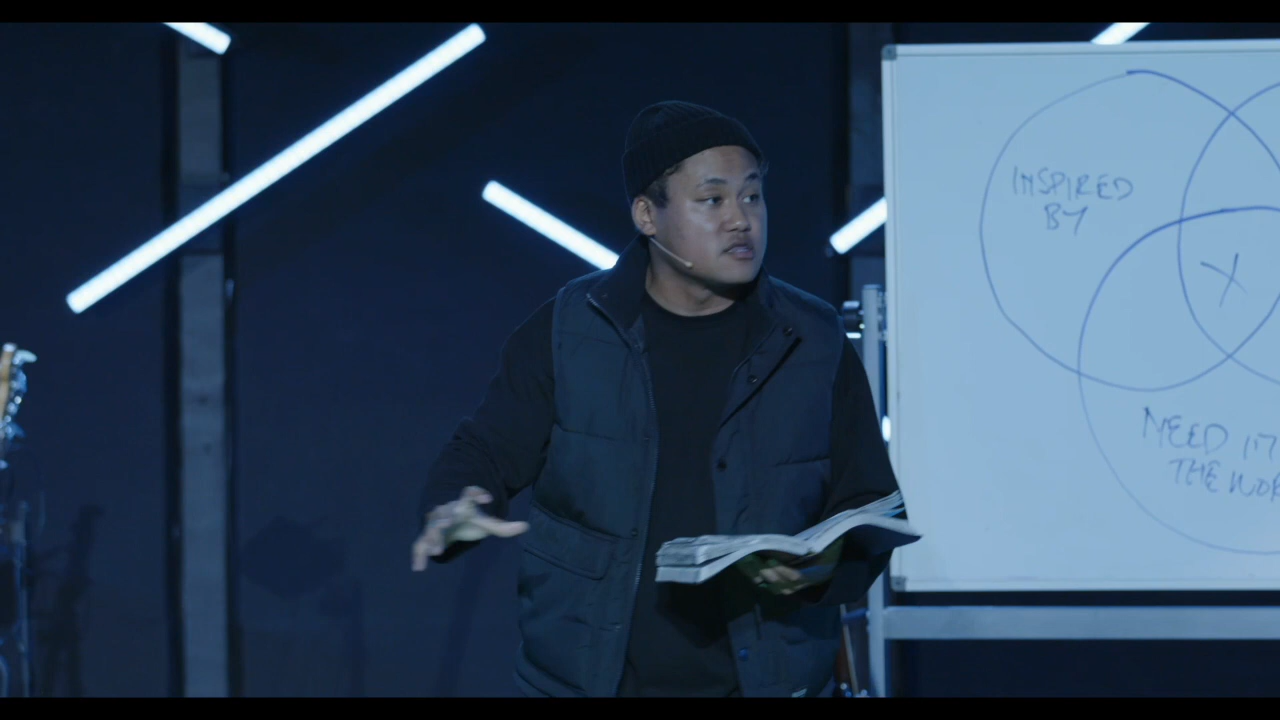 INSPIRED
BY
X
NEED IN
THE WOR